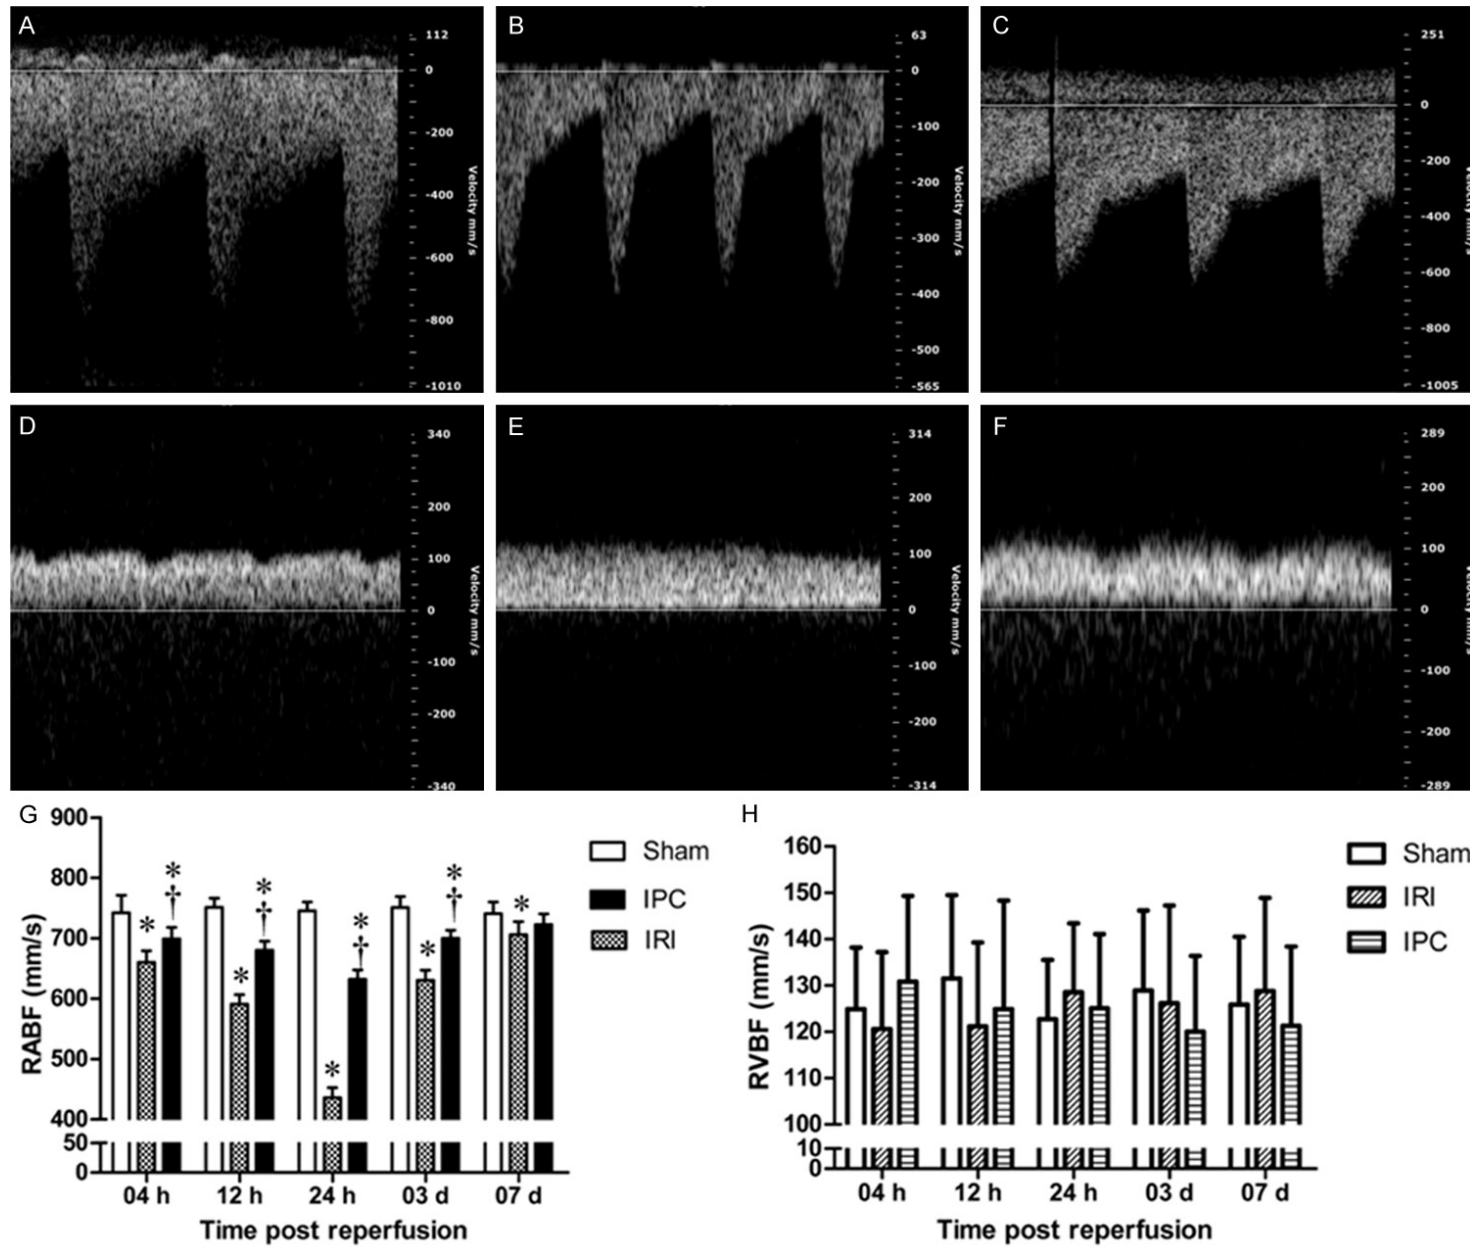 A
112
0
-200
-400
-600
-800
-1010
Velocity mm/s
B
63
0
-100
-200
-300
-400
-500
-565
Velocity mm/s
C
251
0
-200
-400
-600
-800
-1005
D
340
200
100
0
-100
-200
-340
Velocity mm/s
E
314
200
100
0
-100
-200
-314
Velocity mm/s
F
289
200
100
0
-100
-200
-289
G
900
800
700
600
500
400
50
0
RABF (mm/s)
* † * * † * * † * * † * *
Sham
IPC
IRI
04 h 12 h 24 h 03 d 07 d
Time post reperfusion
H
160
150
140
130
120
110
100
10
0
RVBF (mm/s)
Sham
IRI
IPC
04 h 12 h 24 h 03 d 07 d
Time post reperfusion